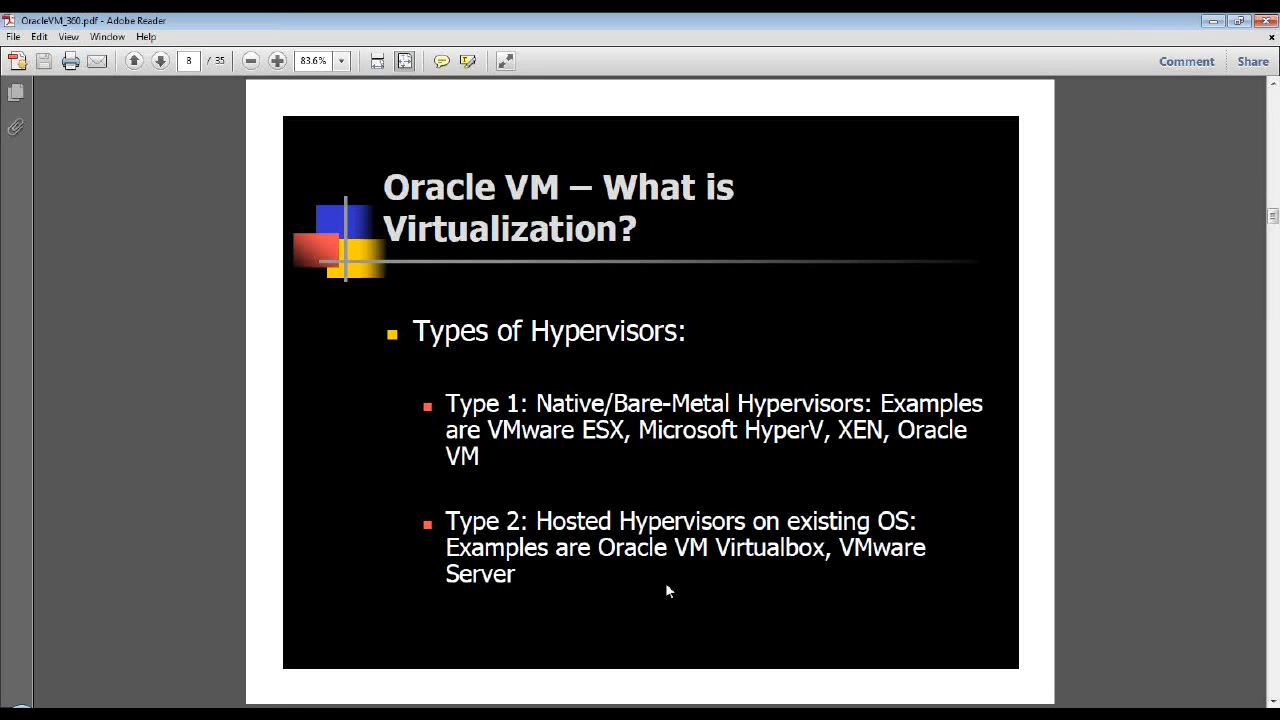 OracleVM_360.pdf - Adobe Reader
File Edit View Window Help
8 / 35 83.6% Comment Share
Oracle VM – What is
Virtualization?
Types of Hypervisors:
Type 1: Native/Bare-Metal Hypervisors: Examples
are VMware ESX, Microsoft HyperV, XEN, Oracle
VM
Type 2: Hosted Hypervisors on existing OS:
Examples are Oracle VM Virtualbox, VMware
Server